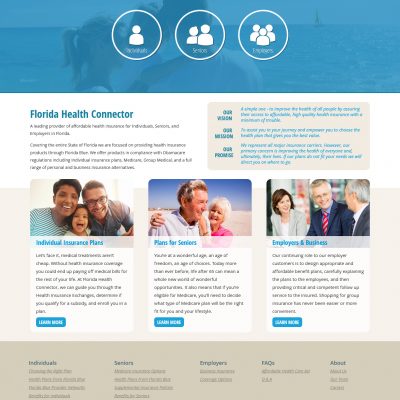 Individuals
Seniors
Employers
Florida Health Connector
A leading provider of affordable health insurance for Individuals, Seniors, and
Employers in Florida.
Covering the entire State of Florida we are focused on providing health insurance
products through Florida Blue. We offer products in compliance with Obamacare
regulations including individual insurance plans, Medicare, Group Medical, and a full
range of personal and business insurance alternatives.
OUR
VISION
A simple one - to improve the health of all people by assuring
their access to affordable, high quality health insurance with a
minimum of trouble.
OUR
MISSION
To assist you in your journey and empower you to choose the
health plan that gives you the best value.
OUR
PROMISE
We represent all major insurance carriers. However, our
primary concern is improving the health of everyone and,
ultimately, their lives. If our plans do not fit your needs we will
direct you on where to go.
Individual Insurance Plans
Let's face it, medical treatments aren't
cheap. Without health insurance coverage
you could end up paying off medical bills for
the rest of your life. At Florida Health
Connector, we can guide you through the
Health Insurance exchanges, determine if
you qualify for a subsidy, and enroll you in a
plan.
LEARN MORE
Plans for Seniors
You're at a wonderful age, an age of
freedom, an age of choices. Today more
than ever before, life after 65 can mean a
whole new world of wonderful
opportunities. It also means that if you're
eligible for Medicare, you'll need to decide
what type of Medicare plan will be the right
fit for you and your lifestyle.
LEARN MORE
Employers & Business
Our continuing role to our employer
customers is to design appropriate and
affordable benefit plans, carefully explaining
the plans to the employees, and then
providing critical and competent follow up
service to the insured. Shopping for group
insurance has never been easier or more
convenient.
LEARN MORE
Individuals
Choosing the Right Plan
Health Plans From Florida Blue
Florida Blue Provider Networks
Benefits for Individuals
Seniors
Medicare Insurance Options
Health Plans From Florida Blue
Supplemental Insurance Policies
Benefits for Seniors
Employers
Business Insurance
Coverage Options
FAQs
Affordable Health Care Act
Q & A
About
About Us
Our Team
Contact